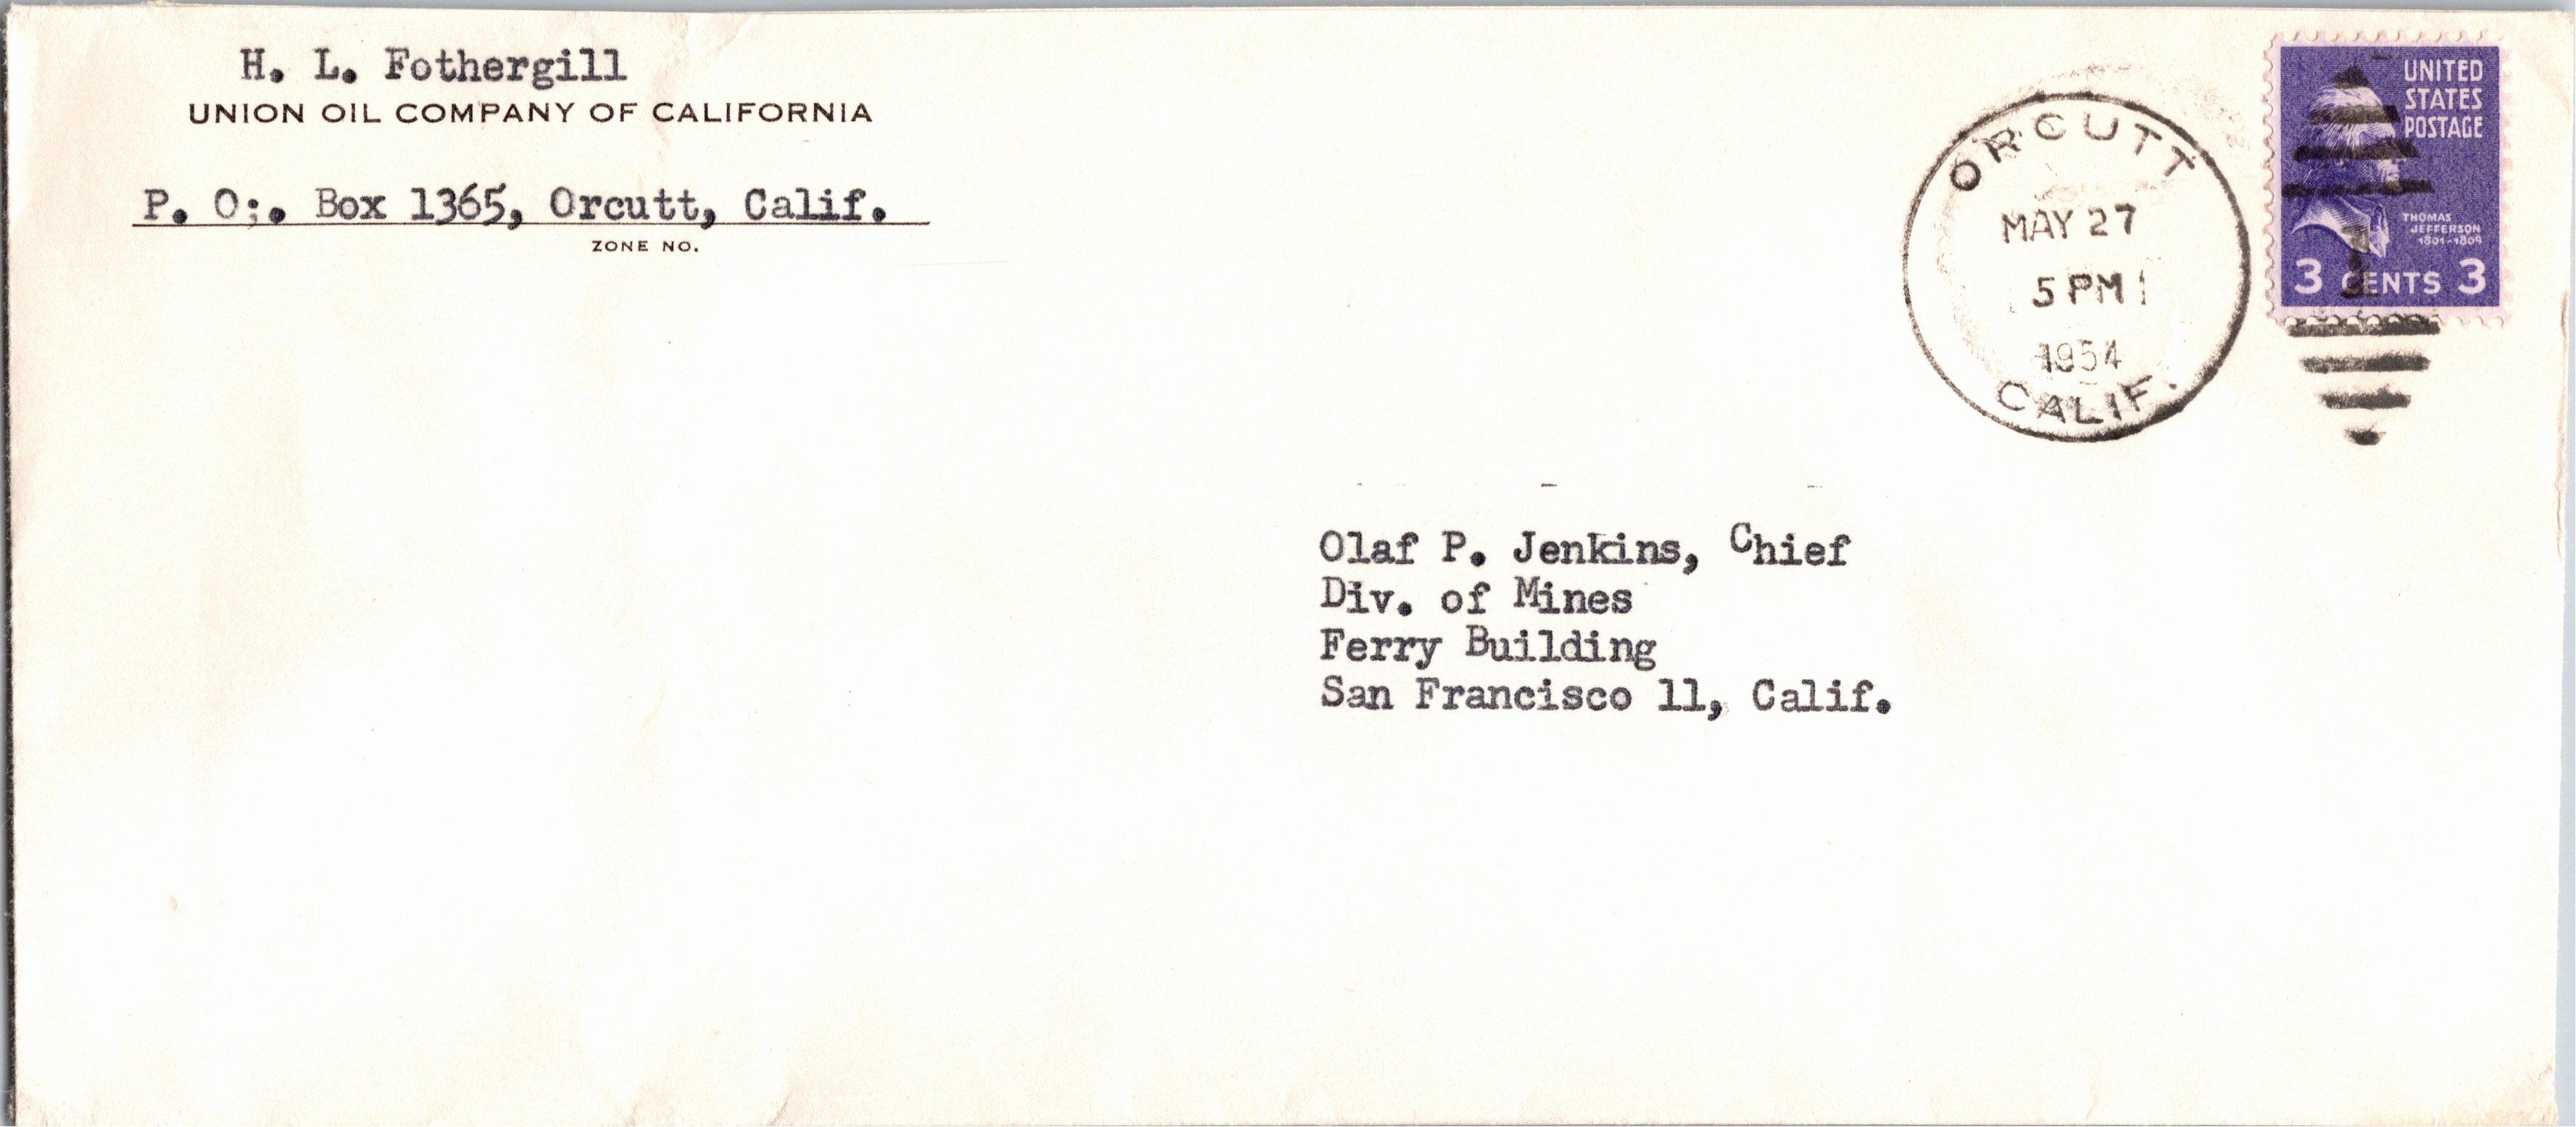 H. L. Fothergill
UNION OIL COMPANY OF CALIFORNIA
P. O;. Box 1365, Orcutt, Calif.
ZONE NO.
ORCUTT
MAY 27
5 PM
1954
CALIF.
UNITED
STATES
POSTAGE
THOMAS
JEFFERSON
1801-1809
3 CENTS 3
Olaf P. Jenkins, Chief
Div. of Mines
Ferry Building
San Francisco 11, Calif.